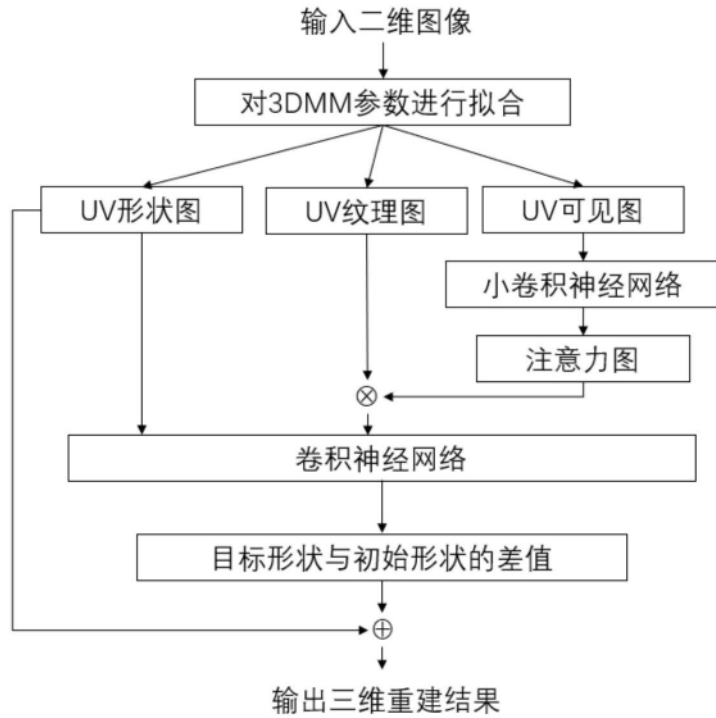 输入二维图像
对3DMM参数进行拟合
UV形状图
UV纹理图
UV可见图
小卷积神经网络
注意力图
卷积神经网络
目标形状与初始形状的差值
输出三维重建结果